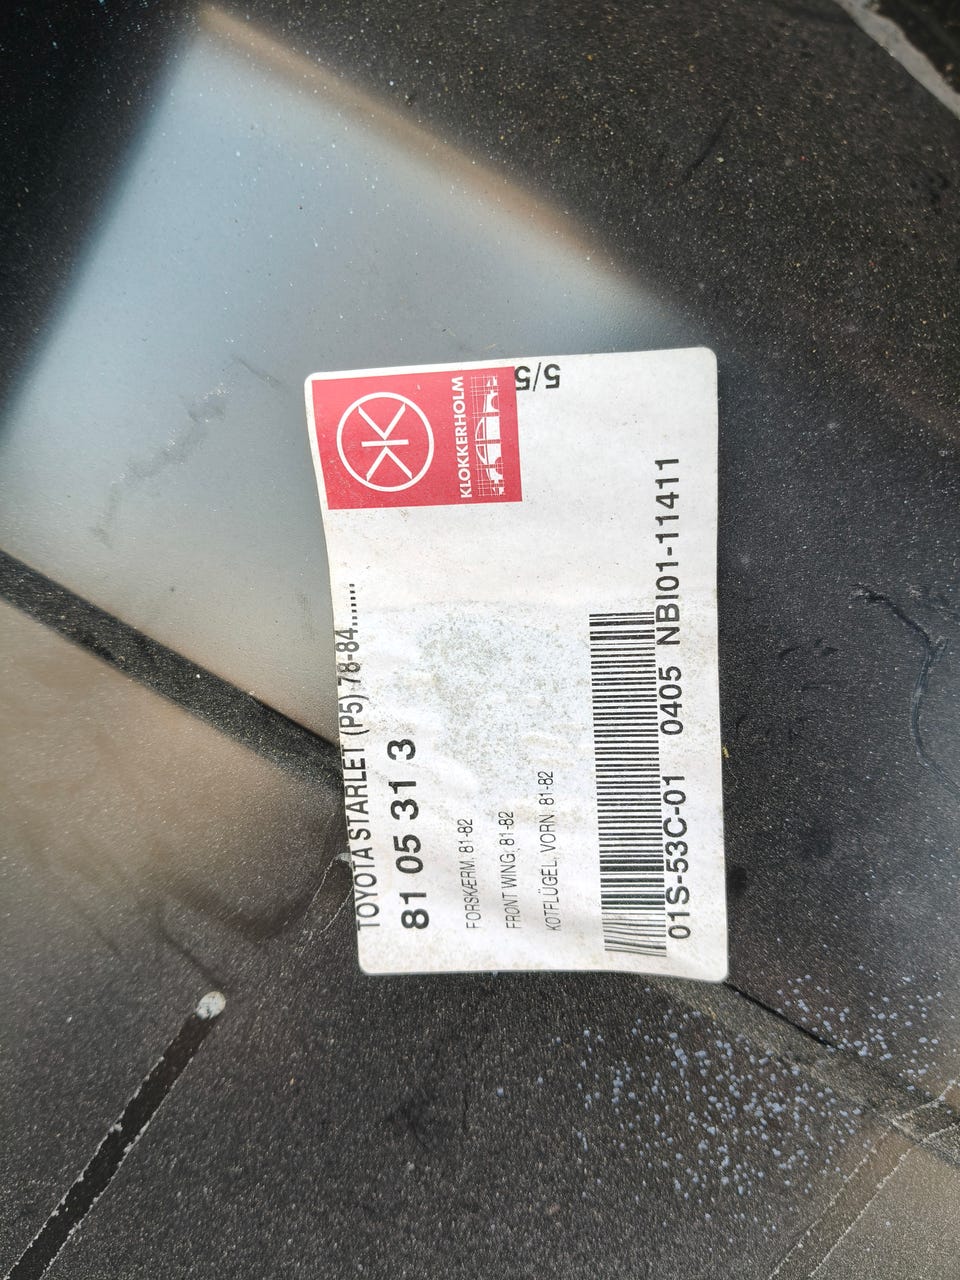 KLOKKERHOLM
5/5
TOYOTA STARLET (P5) 78-84.......
81 05 31 3
FORSKÆRM: 81-82
FRONT WING: 81-82
KOTFLÜGEL, VORN: 81-82
01S-53C-01 0405 NBI01-11411